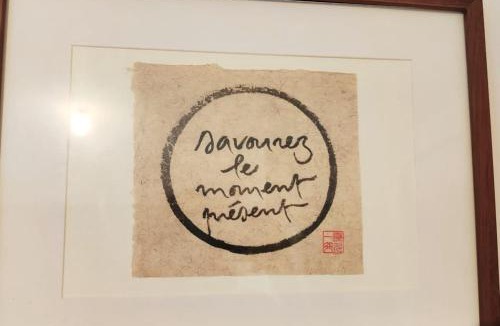 savourez
le
moment
présent